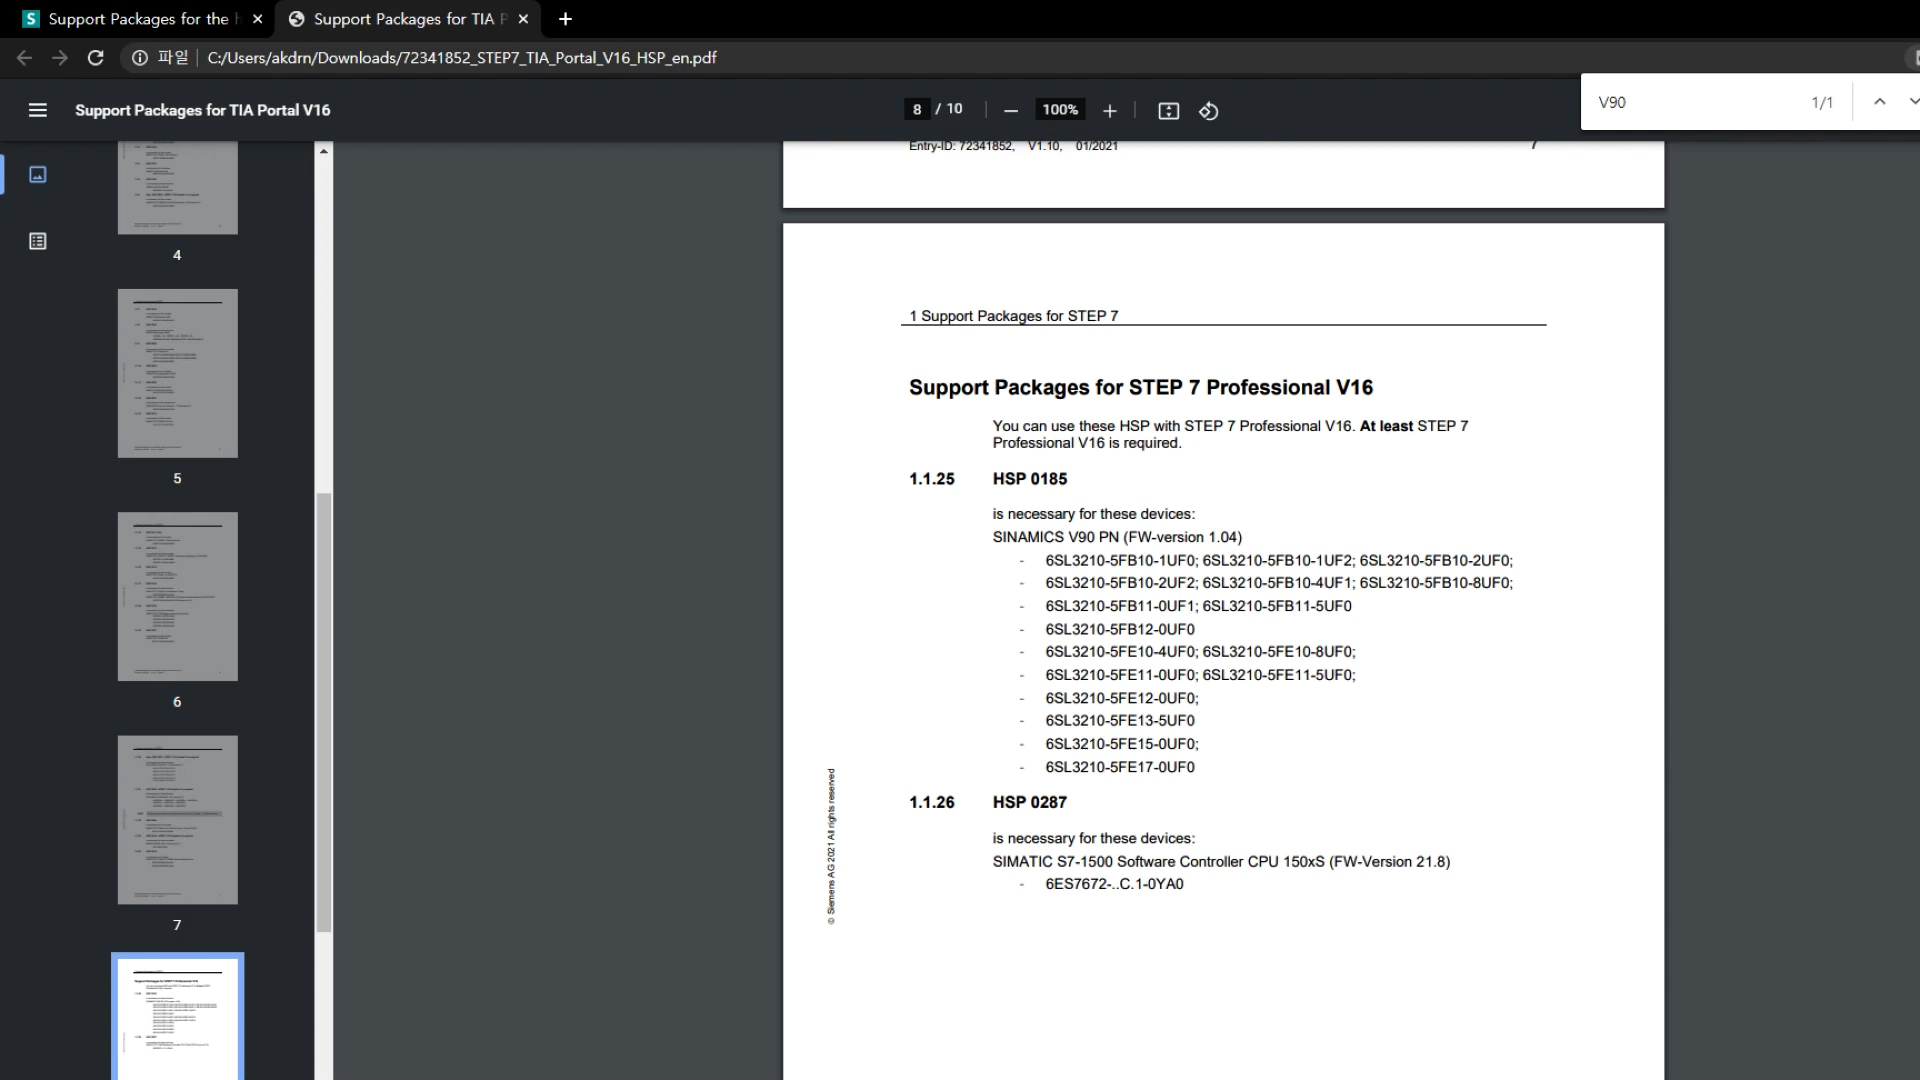 Support Packages for the
Support Packages for TIA P
파일
C:/Users/akdrn/Downloads/72341852_STEP7_TIA_Portal_V16_HSP_en.pdf
Support Packages for TIA Portal V16
8 / 10
100%
V90
1/1
4
5
6
7
Entry-ID: 72341852, V1.10, 01/2021
7
1 Support Packages for STEP 7
Support Packages for STEP 7 Professional V16
You can use these HSP with STEP 7 Professional V16. At least STEP 7
Professional V16 is required.
1.1.25 HSP 0185
is necessary for these devices:
SINAMICS V90 PN (FW-version 1.04)
- 6SL3210-5FB10-1UF0; 6SL3210-5FB10-1UF2; 6SL3210-5FB10-2UF0;
- 6SL3210-5FB10-2UF2; 6SL3210-5FB10-4UF1; 6SL3210-5FB10-8UF0;
- 6SL3210-5FB11-0UF1; 6SL3210-5FB11-5UF0
- 6SL3210-5FB12-0UF0
- 6SL3210-5FE10-4UF0; 6SL3210-5FE10-8UF0;
- 6SL3210-5FE11-0UF0; 6SL3210-5FE11-5UF0;
- 6SL3210-5FE12-0UF0;
- 6SL3210-5FE13-5UF0
- 6SL3210-5FE15-0UF0;
- 6SL3210-5FE17-0UF0
1.1.26 HSP 0287
is necessary for these devices:
SIMATIC S7-1500 Software Controller CPU 150xS (FW-Version 21.8)
- 6ES7672-..C.1-0YA0
© Siemens AG 2021 All rights reserved